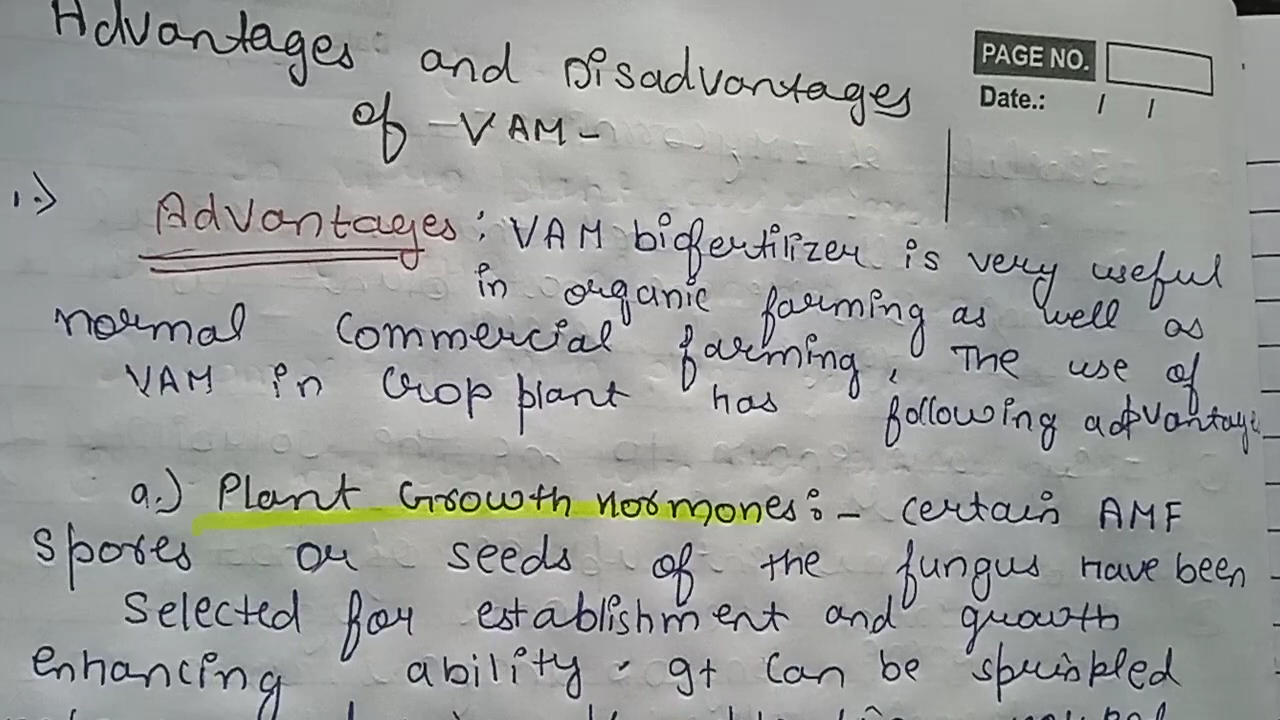 Advantages and Disadvantages
of -VAM-
PAGE NO.
Date.: / /
1.>
Advantages: VAM biofertilizer is very useful
in organic farming as well as
normal commercial farming, The use of
VAM in Crop plant has following advantage
a.) Plant Growth Hormones:- certain AMF
spores or seeds of the fungus Have been
Selected for establishment and growth
enhancing ability. It can be sprinkled